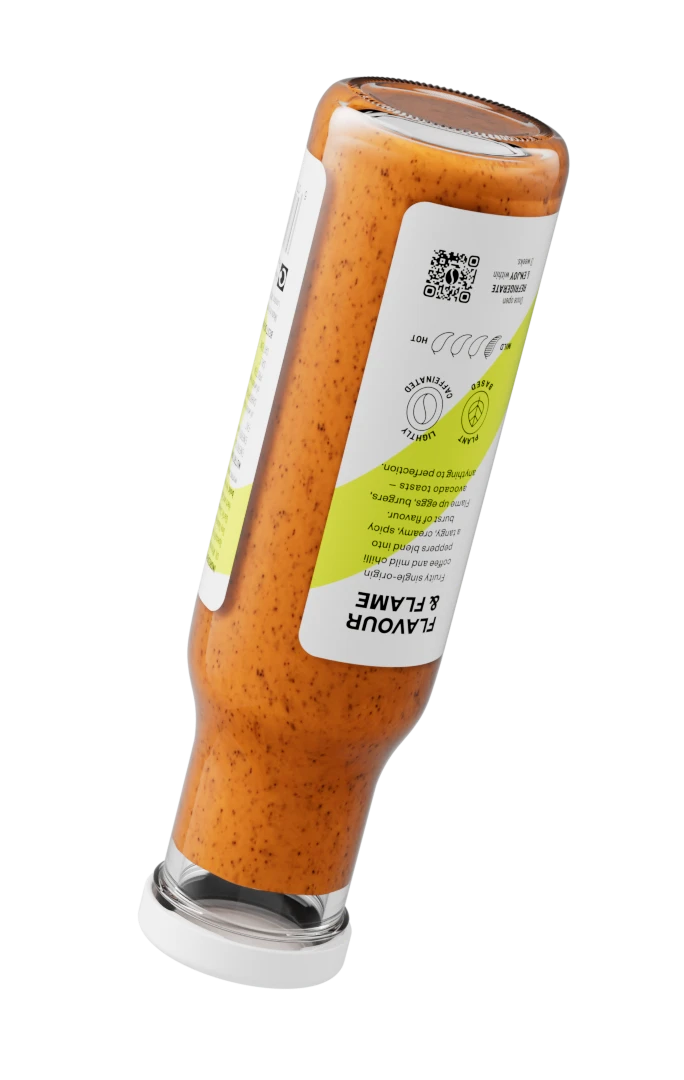 FLAVOUR
& FLAME
Fruity single-origin
coffee and mild chilli
peppers blend into
a tangy, creamy, spicy
burst of flavour.
Flame up eggs, burgers,
avocado toasts –
anything to perfection.
PLANT BASED
LIGHTLY CAFFEINATED
MILD
HOT
Once open
REFRIGERATE
& ENJOY within